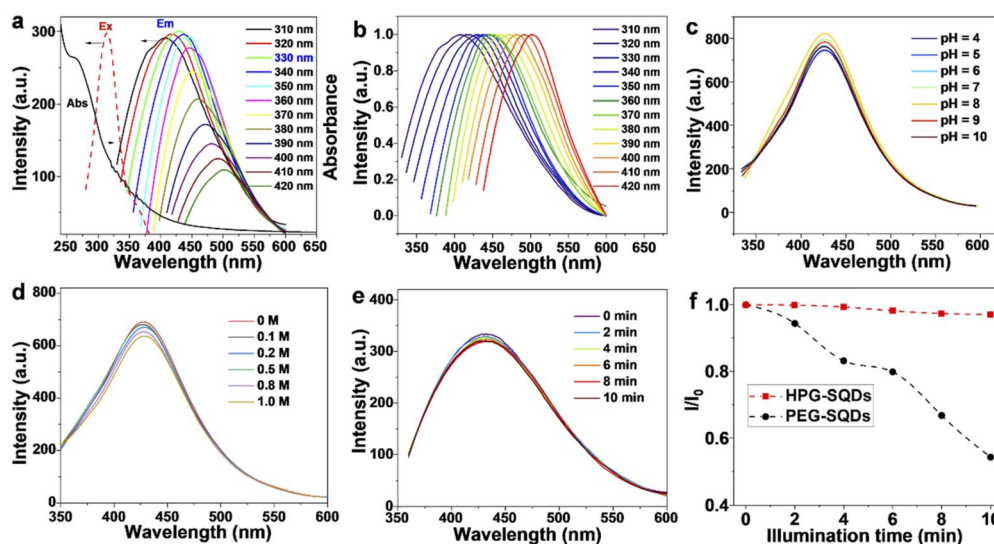 a
Ex
Em
Abs
310 nm
320 nm
330 nm
340 nm
350 nm
360 nm
370 nm
380 nm
390 nm
400 nm
410 nm
420 nm
300
250
200
150
100
Intensity (a.u.)
Absorbance
250 300 350 400 450 500 550 600 650
Wavelength (nm)
b
310 nm
320 nm
330 nm
340 nm
350 nm
360 nm
370 nm
380 nm
390 nm
400 nm
410 nm
420 nm
1.0
0.8
0.6
0.4
0.2
0.0
Intensity (a.u.)
350 400 450 500 550 600 650
Wavelength (nm)
c
pH = 4
pH = 5
pH = 6
pH = 7
pH = 8
pH = 9
pH = 10
800
600
400
200
0
Intensity (a.u.)
350 400 450 500 550 600
Wavelength (nm)
d
0 M
0.1 M
0.2 M
0.5 M
0.8 M
1.0 M
800
600
400
200
0
Intensity (a.u.)
350 400 450 500 550 600
Wavelength (nm)
e
0 min
2 min
4 min
6 min
8 min
10 min
400
300
200
100
0
Intensity (a.u.)
350 400 450 500 550 600
Wavelength (nm)
f
HPG-SQDs
PEG-SQDs
1.0
0.8
0.6
0.4
I/I0
0 2 4 6 8 10
Illumination time (min)